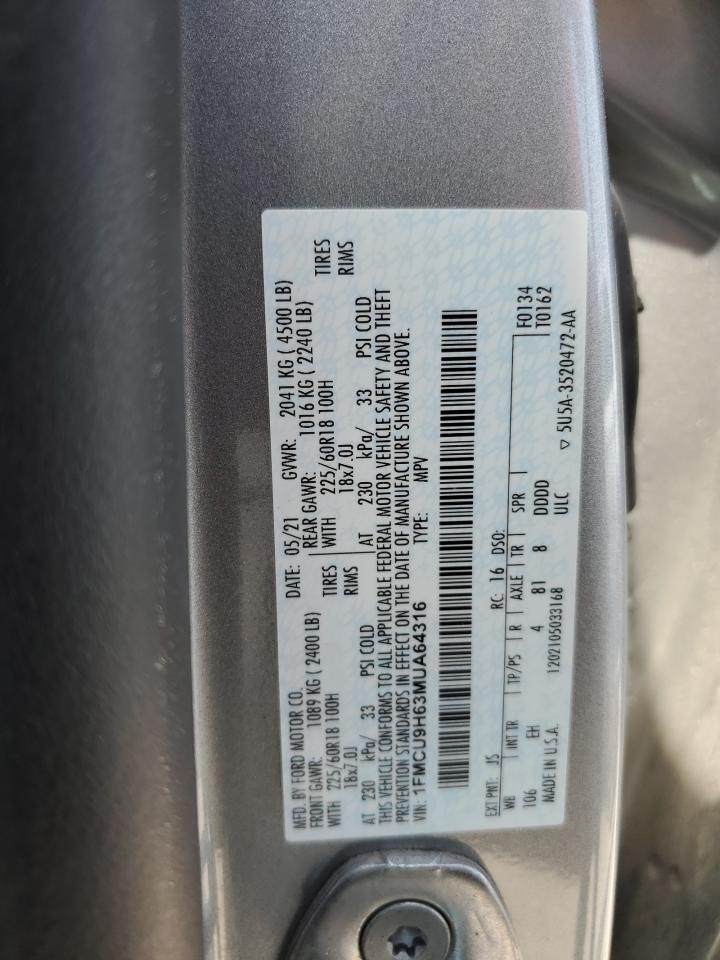 MFD. BY FORD MOTOR CO.
DATE: 05/21 GVWR: 2041 KG ( 4500 LB)
FRONT GAWR: 1089 KG ( 2400 LB) REAR GAWR: 1016 KG ( 2240 LB)
WITH 225/60R18 100H TIRES WITH 225/60R18 100H TIRES
18x7.0J RIMS 18x7.0J RIMS
AT 230 kPa/ 33 PSI COLD AT 230 kPa/ 33 PSI COLD
THIS VEHICLE CONFORMS TO ALL APPLICABLE FEDERAL MOTOR VEHICLE SAFETY AND THEFT
PREVENTION STANDARDS IN EFFECT ON THE DATE OF MANUFACTURE SHOWN ABOVE.
VIN: 1FMCU9H63MUA64316 TYPE: MPV
EXT PNT: JS RC: 16 DSO: F0134
WB INT TR TP/PS R AXLE TR SPR T0162
106 EH 4 81 8 DDDD
MADE IN U.S.A. 1202105033168 ULC ▽ 5U5A-3520472-AA